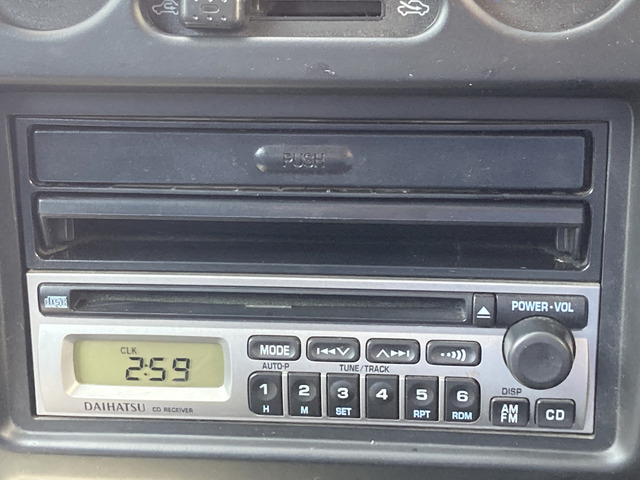 PUSH
POWER-VOL
CLK
2:59
MODE
AUTO-P
TUNE/TRACK
1 2 3 4 5 6
H M SET RPT RDM
DISP
AM FM
CD
DAIHATSU CD RECEIVER